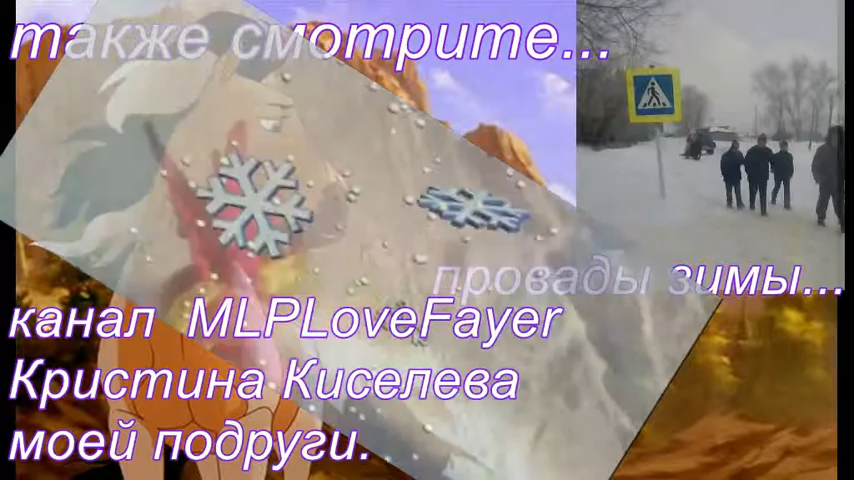 также смотрите...
провады зимы...
канал MLPLoveFayer
Кристина Киселева
моей подруги.